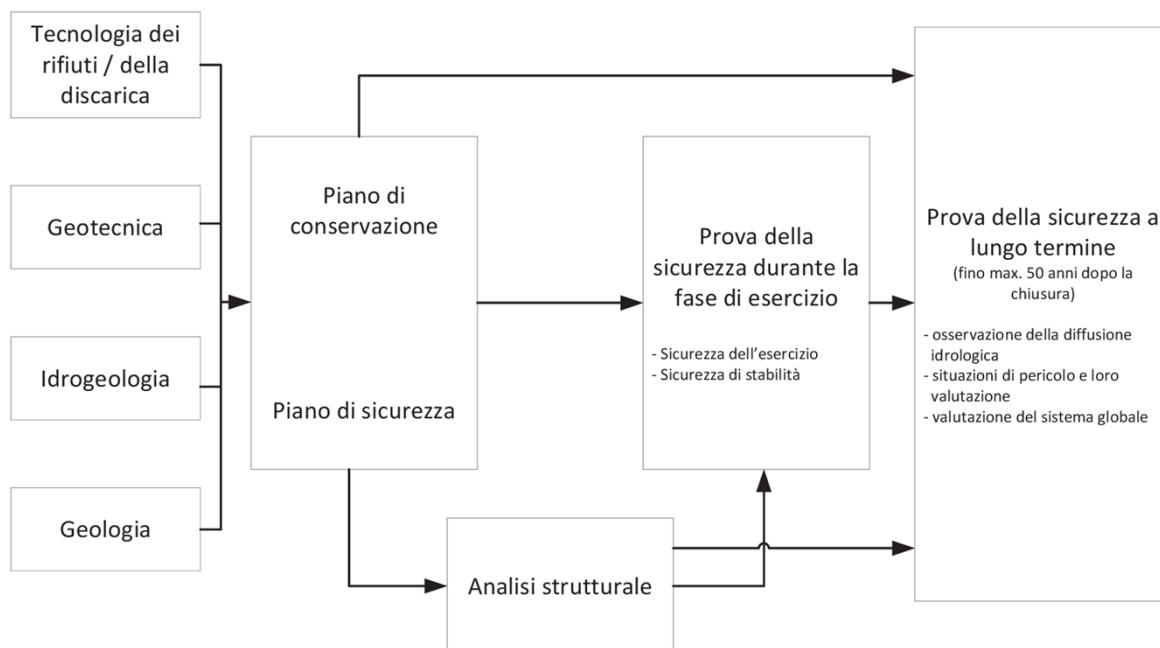 Tecnologia dei
rifiuti / della
discarica
Geotecnica
Idrogeologia
Geologia
Piano di
conservazione
Piano di sicurezza
Analisi strutturale
Prova della
sicurezza durante la
fase di esercizio
- Sicurezza dell'esercizio
- Sicurezza di stabilità
Prova della sicurezza a
lungo termine
(fino max. 50 anni dopo la
chiusura)
- osservazione della diffusione
idrologica
- situazioni di pericolo e loro
valutazione
- valutazione del sistema globale